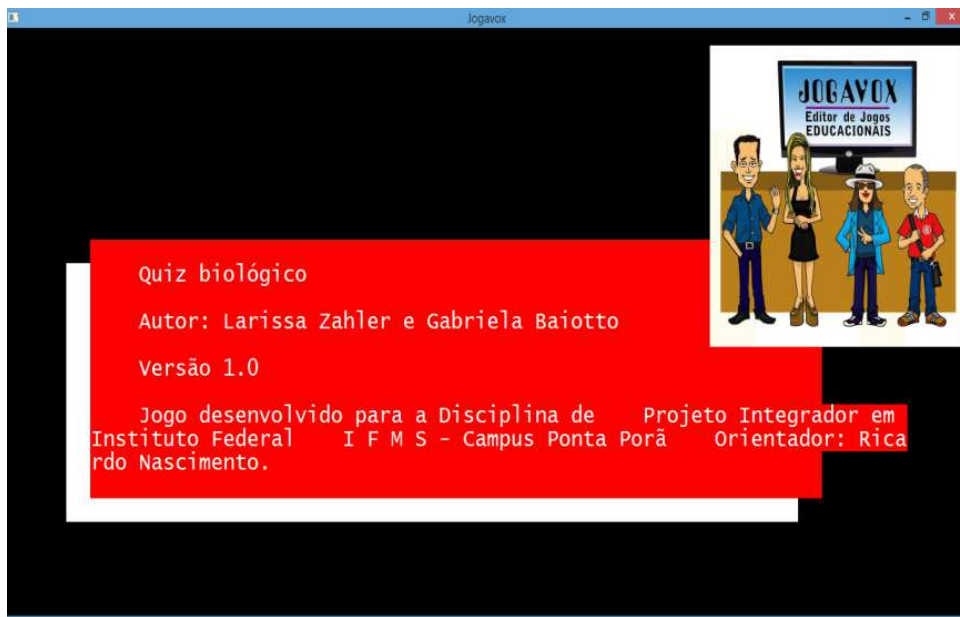 Jogavox
JOGAVOX
Editor de Jogos
EDUCACIONAIS
Quiz biológico
Autor: Larissa Zahler e Gabriela Baiotto
Versão 1.0
Jogo desenvolvido para a Disciplina de    Projeto Integrador em
Instituto Federal    I F M S - Campus Ponta Porã    Orientador: Rica
rdo Nascimento.